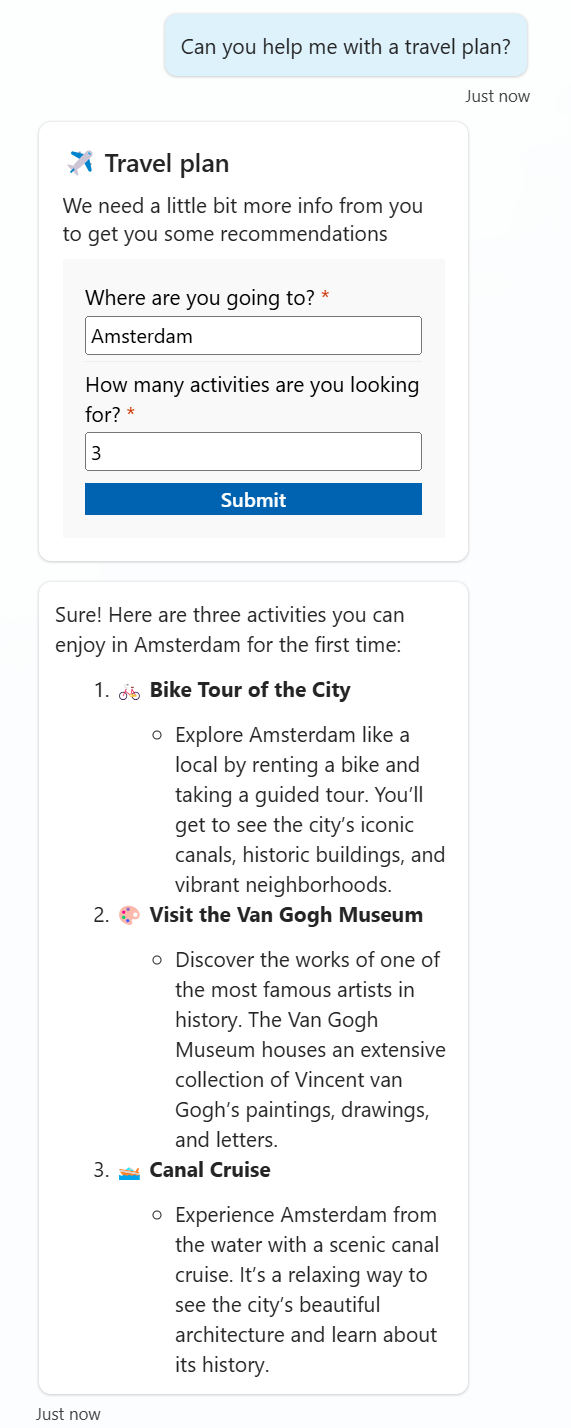 Can you help me with a travel plan?
Just now
Travel plan
We need a little bit more info from you
to get you some recommendations
Where are you going to? *
Amsterdam
How many activities are you looking
for? *
3
Submit
Sure! Here are three activities you can
enjoy in Amsterdam for the first time:
1. Bike Tour of the City
Explore Amsterdam like a
local by renting a bike and
taking a guided tour. You’ll
get to see the city’s iconic
canals, historic buildings, and
vibrant neighborhoods.
2. Visit the Van Gogh Museum
Discover the works of one of
the most famous artists in
history. The Van Gogh
Museum houses an extensive
collection of Vincent van
Gogh’s paintings, drawings,
and letters.
3. Canal Cruise
Experience Amsterdam from
the water with a scenic canal
cruise. It’s a relaxing way to
see the city’s beautiful
architecture and learn about
its history.
Just now